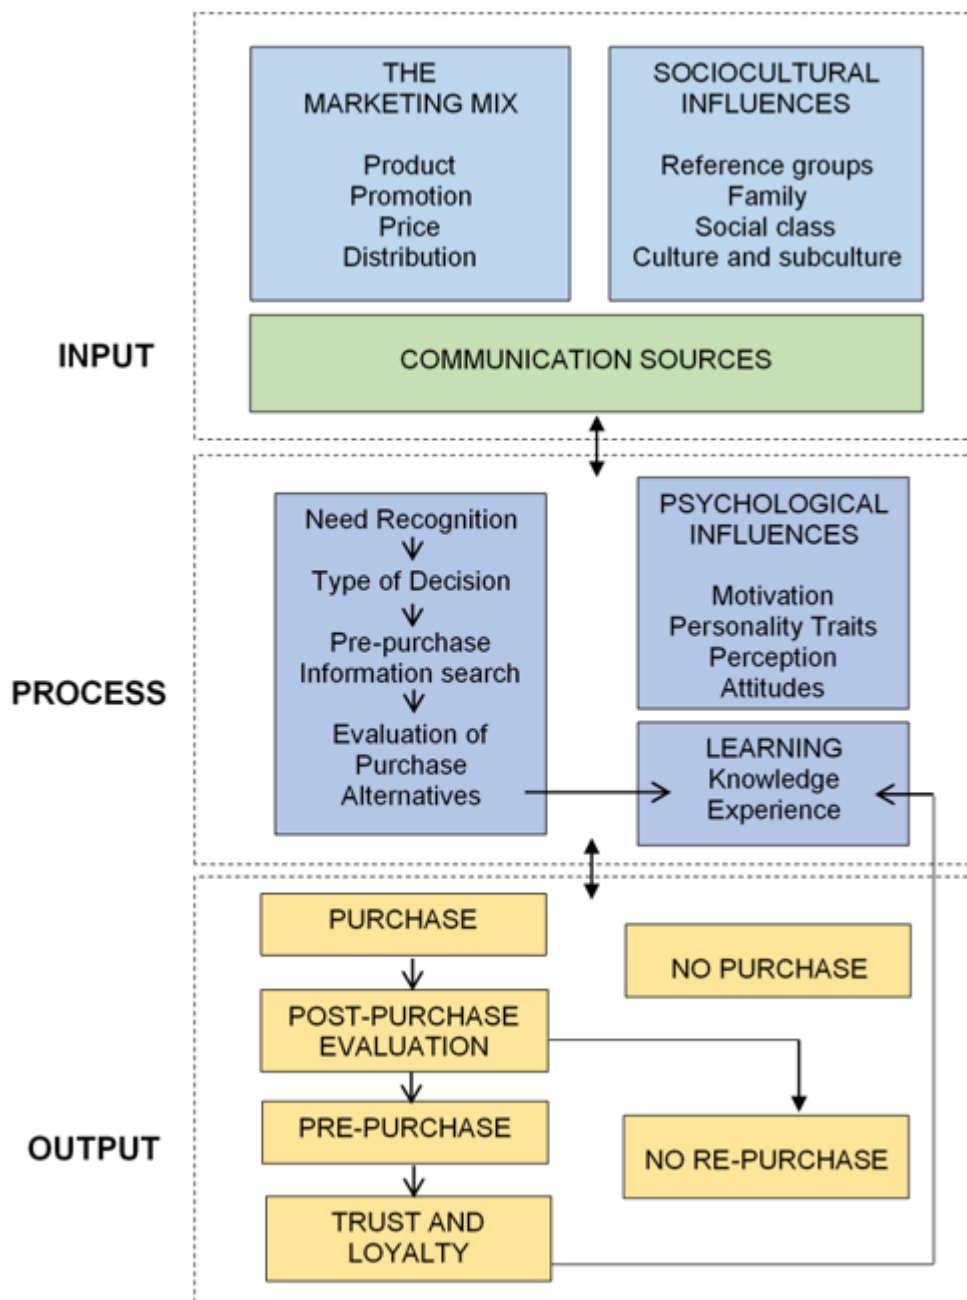 THE
MARKETING MIX
Product
Promotion
Price
Distribution
SOCIOCULTURAL
INFLUENCES
Reference groups
Family
Social class
Culture and subculture
INPUT
COMMUNICATION SOURCES
Need Recognition
Type of Decision
Pre-purchase
Information search
Evaluation of
Purchase
Alternatives
PSYCHOLOGICAL
INFLUENCES
Motivation
Personality Traits
Perception
Attitudes
PROCESS
LEARNING
Knowledge
Experience
PURCHASE
NO PURCHASE
POST-PURCHASE
EVALUATION
PRE-PURCHASE
OUTPUT
NO RE-PURCHASE
TRUST AND
LOYALTY